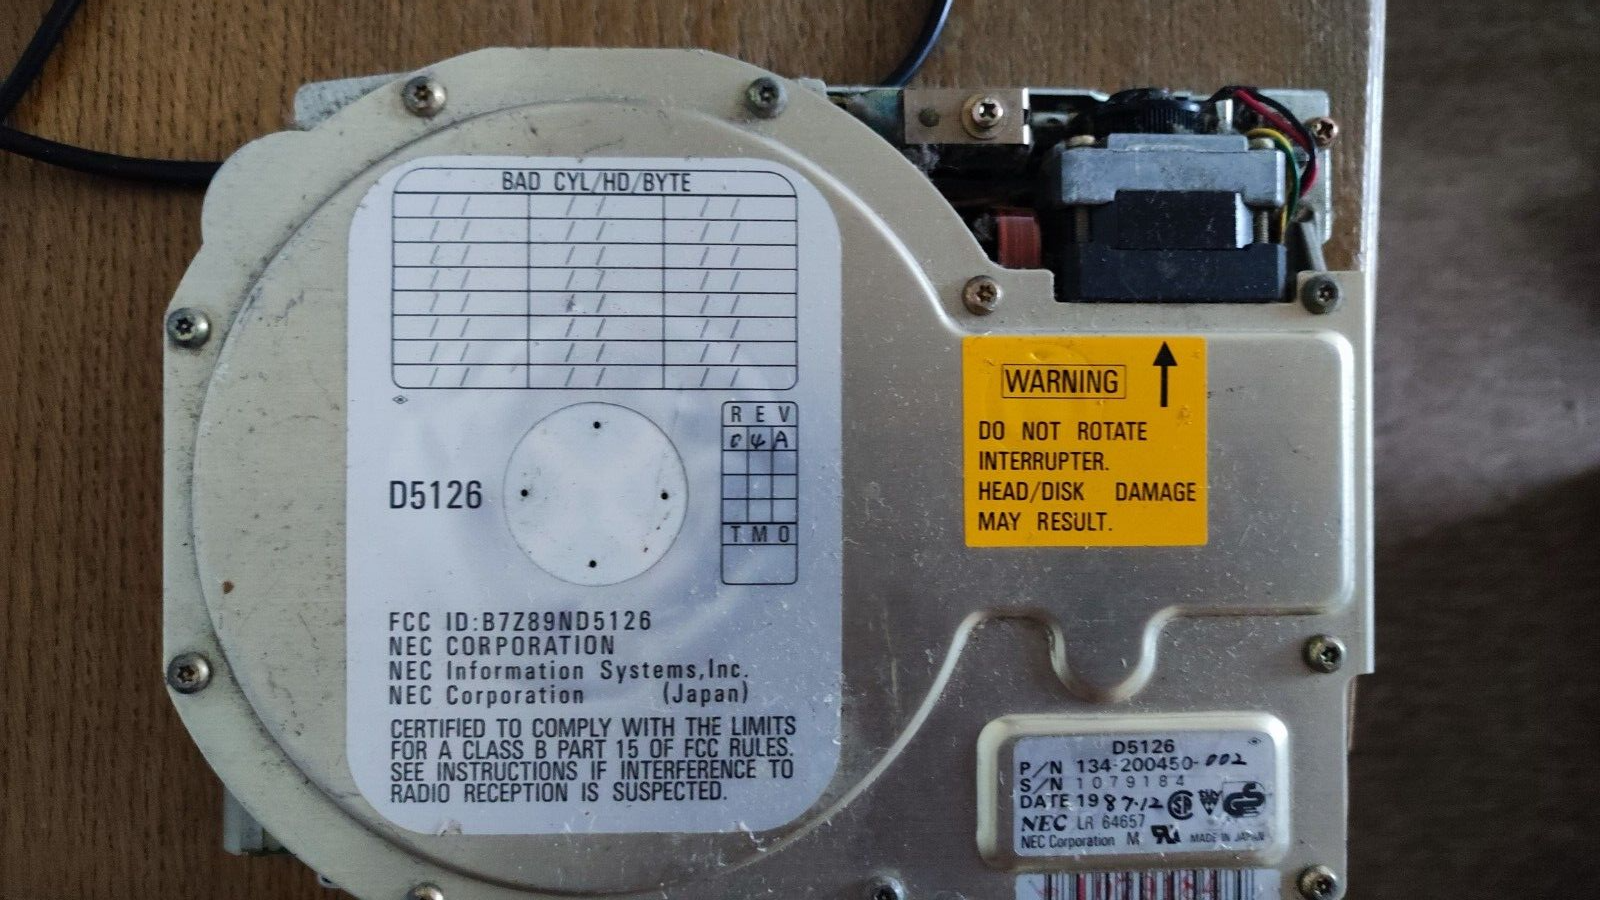 BAD CYL/HD/BYTE
/ / / / / /
/ / / / / /
/ / / / / /
/ / / / / /
/ / / / / /
/ / / / / /
/ / / / / /
/ / / / / /
R E V
0 4 A
D5126
T M O
WARNING
DO NOT ROTATE
INTERRUPTER.
HEAD/DISK DAMAGE
MAY RESULT.
FCC ID:B7Z89ND5126
NEC CORPORATION
NEC Information Systems,Inc.
NEC Corporation (Japan)
CERTIFIED TO COMPLY WITH THE LIMITS
FOR A CLASS B PART 15 OF FCC RULES.
SEE INSTRUCTIONS IF INTERFERENCE TO
RADIO RECEPTION IS SUSPECTED.
D5126
P/N 134-200450-002
S/N 1079184
DATE 1987.12 
NEC LR 64657
NEC Corporation M MADE IN JAPAN